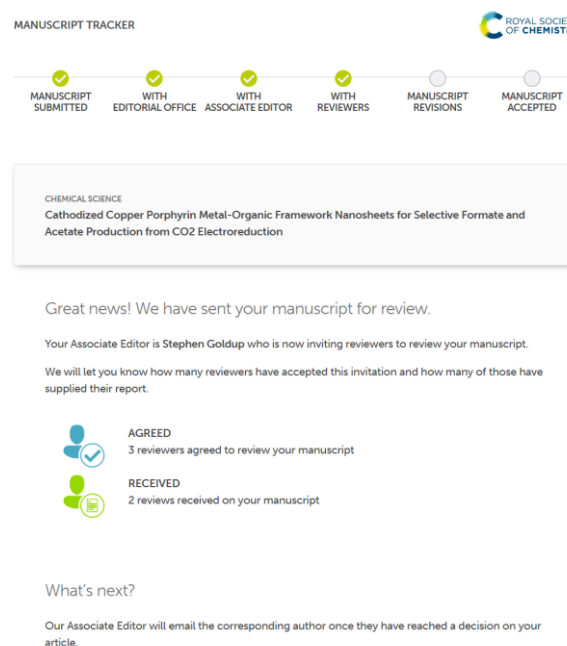 MANUSCRIPT TRACKER
ROYAL
OF
MANUSCRIPT SUBMITTED
WITH EDITORIAL OFFICE
WITH ASSOCIATE EDITOR
WITH REVIEWERS
MANUSCRIPT REVISIONS
MANUSCRIPT ACCEPTED
CHEMICAL SCIENCE
Cathodized Copper Porphyrin Metal-Organic Framework Nanosheets for Selective Formate and
Acetate Production from CO2 Electroreduction
Great news! We have sent your manuscript for review.
Your Associate Editor is Stephen Goldup who is now inviting reviewers to review your manuscript.
We will let you know how many reviewers have accepted this invitation and how many of those have
supplied their report.
AGREED
3 reviewers agreed to review your manuscript
RECEIVED
2 reviews received on your manuscript
What's next?
Our Associate Editor will email the corresponding author once they have reached a decision on your
article.